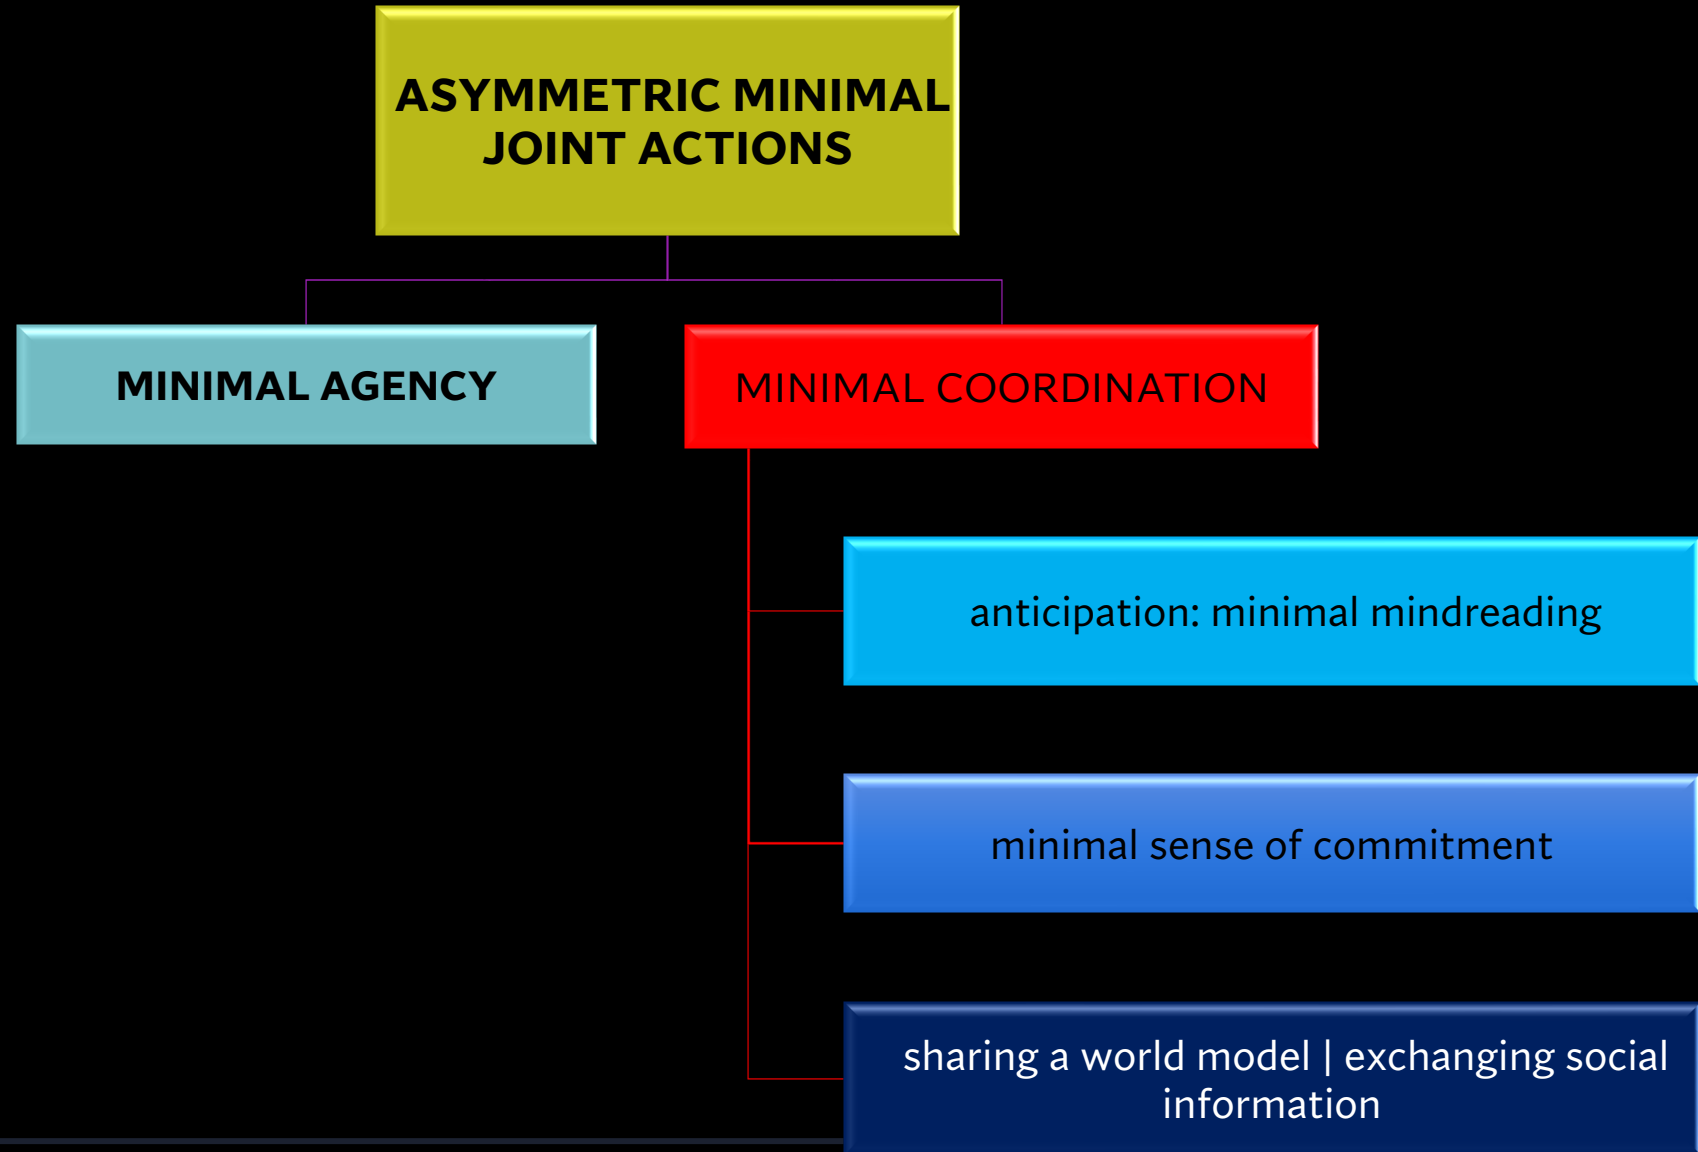 ASYMMETRIC MINIMAL
JOINT ACTIONS
MINIMAL AGENCY
MINIMAL COORDINATION
anticipation: minimal mindreading
minimal sense of commitment
sharing a world model | exchanging social
information